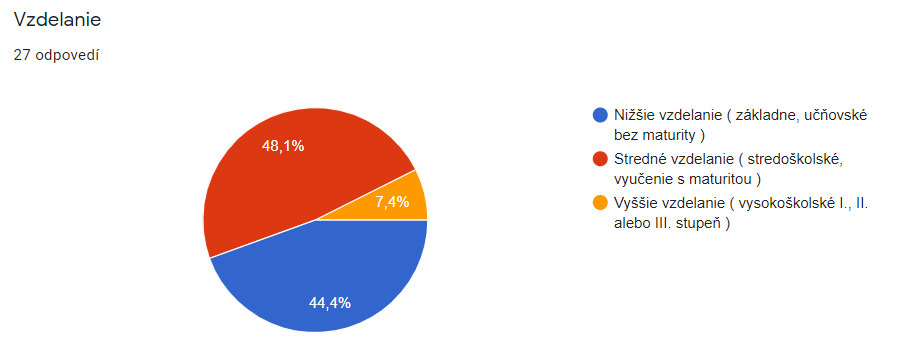 Vzdelanie
27 odpovedí
48,1%
7,4%
44,4%
Nižšie vzdelanie ( základne, učňovské
bez maturity )
Stredné vzdelanie ( stredoškolské,
vyučenie s maturitou )
Vyššie vzdelanie ( vysokoškolské I., II.
alebo III. stupeň )